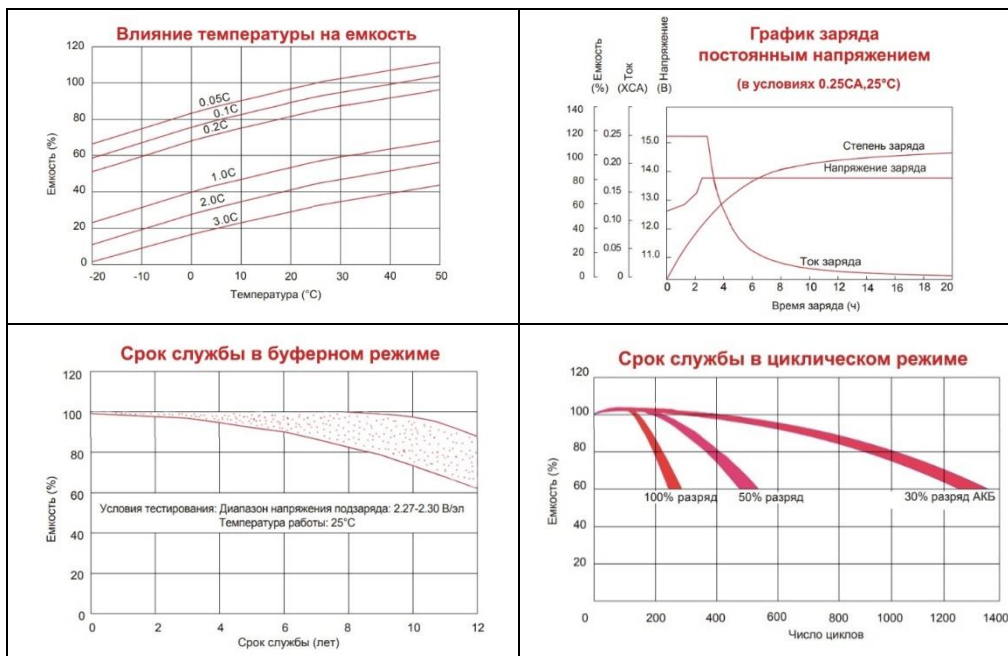 Влияние температуры на емкость
120
100
80
60
40
20
0
Емкость (%)
0.05C
0.1C
0.2C
1.0C
2.0C
3.0C
-20 -10 0 10 20 30 40 50
Температура (°C)
График заряда
постоянным напряжением
(в условиях 0.25CA,25°C)
Емкость
(%)
Ток
(XCA)
Напряжение
(В)
140
120
100
80
60
40
20
0
0.25
0.20
0.15
0.10
0.05
0
15.0
14.0
13.0
12.0
11.0
Степень заряда
Напряжение заряда
Ток заряда
0 2 4 6 8 10 12 14 16 18 20
Время заряда (ч)
Срок службы в буферном режиме
120
100
80
60
40
20
0
Емкость (%)
Условия тестирования: Диапазон напряжения подзаряда: 2.27-2.30 В/эл
Температура работы: 25°C
0 2 4 6 8 10 12
Срок службы (лет)
Срок службы в циклическом режиме
120
100
80
60
40
20
Емкость (%)
100% разряд
50% разряд
30% разряд АКБ
0 200 400 600 800 1000 1200 1400
Число циклов